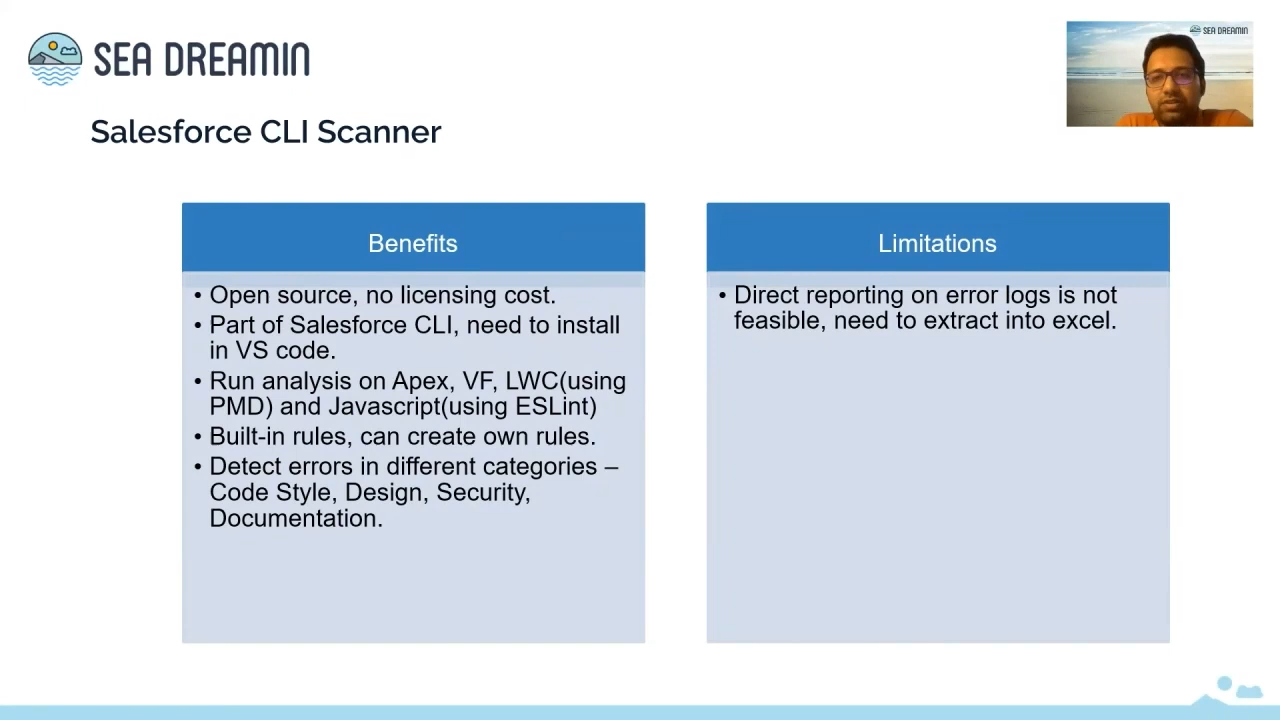 SEA DREAMIN
SEA DREAMIN
Salesforce CLI Scanner
Benefits
• Open source, no licensing cost.
• Part of Salesforce CLI, need to install
in VS code.
• Run analysis on Apex, VF, LWC(using
PMD) and Javascript(using ESLint)
• Built-in rules, can create own rules.
• Detect errors in different categories –
Code Style, Design, Security,
Documentation.
Limitations
• Direct reporting on error logs is not
feasible, need to extract into excel.